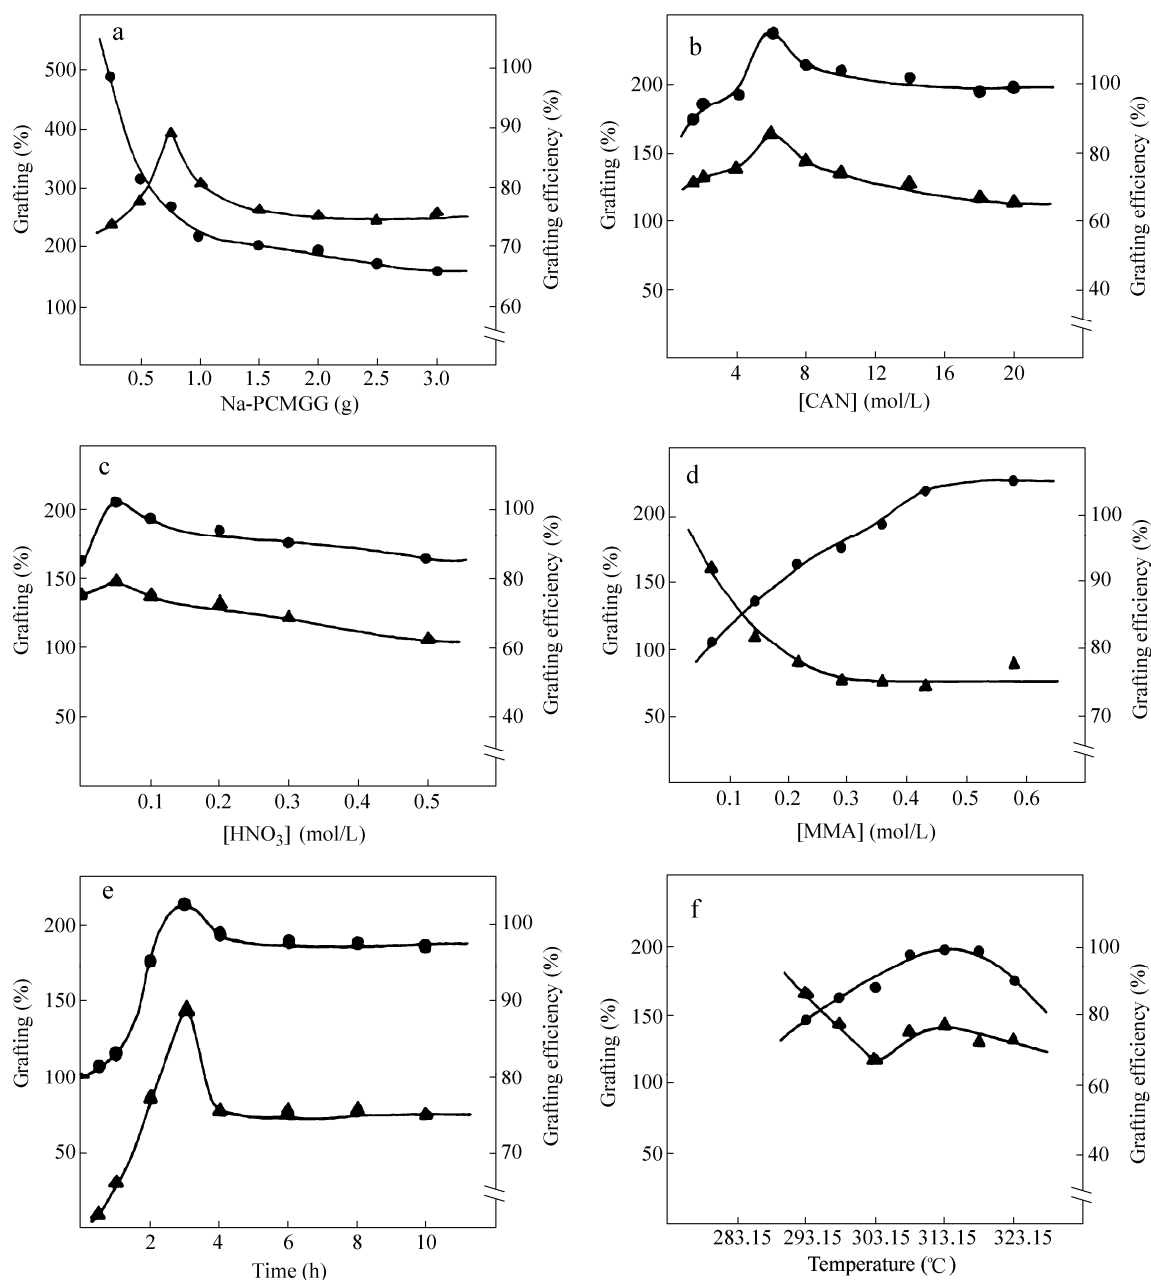 a
500
400
300
200
100
Grafting (%)
100
90
80
70
60
Grafting efficiency (%)
0.5 1.0 1.5 2.0 2.5 3.0
Na-PCMGG (g)
b
200
150
100
50
Grafting (%)
100
80
60
40
Grafting efficiency (%)
4 8 12 16 20
[CAN] (mol/L)
c
200
150
100
50
Grafting (%)
100
80
60
40
Grafting efficiency (%)
0.1 0.2 0.3 0.4 0.5
[HNO₃] (mol/L)
d
200
150
100
50
Grafting (%)
100
90
80
70
Grafting efficiency (%)
0.1 0.2 0.3 0.4 0.5 0.6
[MMA] (mol/L)
e
200
150
100
50
Grafting (%)
100
90
80
70
Grafting efficiency (%)
2 4 6 8 10
Time (h)
f
200
150
100
50
Grafting (%)
100
80
60
40
Grafting efficiency (%)
283.15 293.15 303.15 313.15 323.15
Temperature (℃)